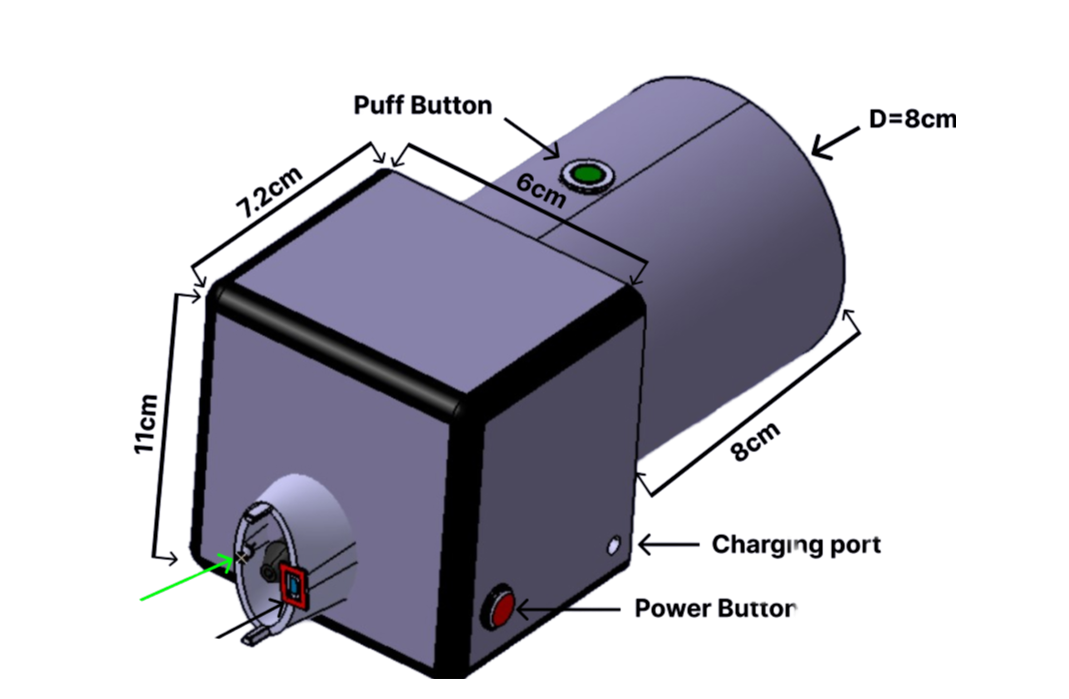 Puff Button
D=8cm
7.2cm
6cm
11cm
8cm
Charging port
Power Button